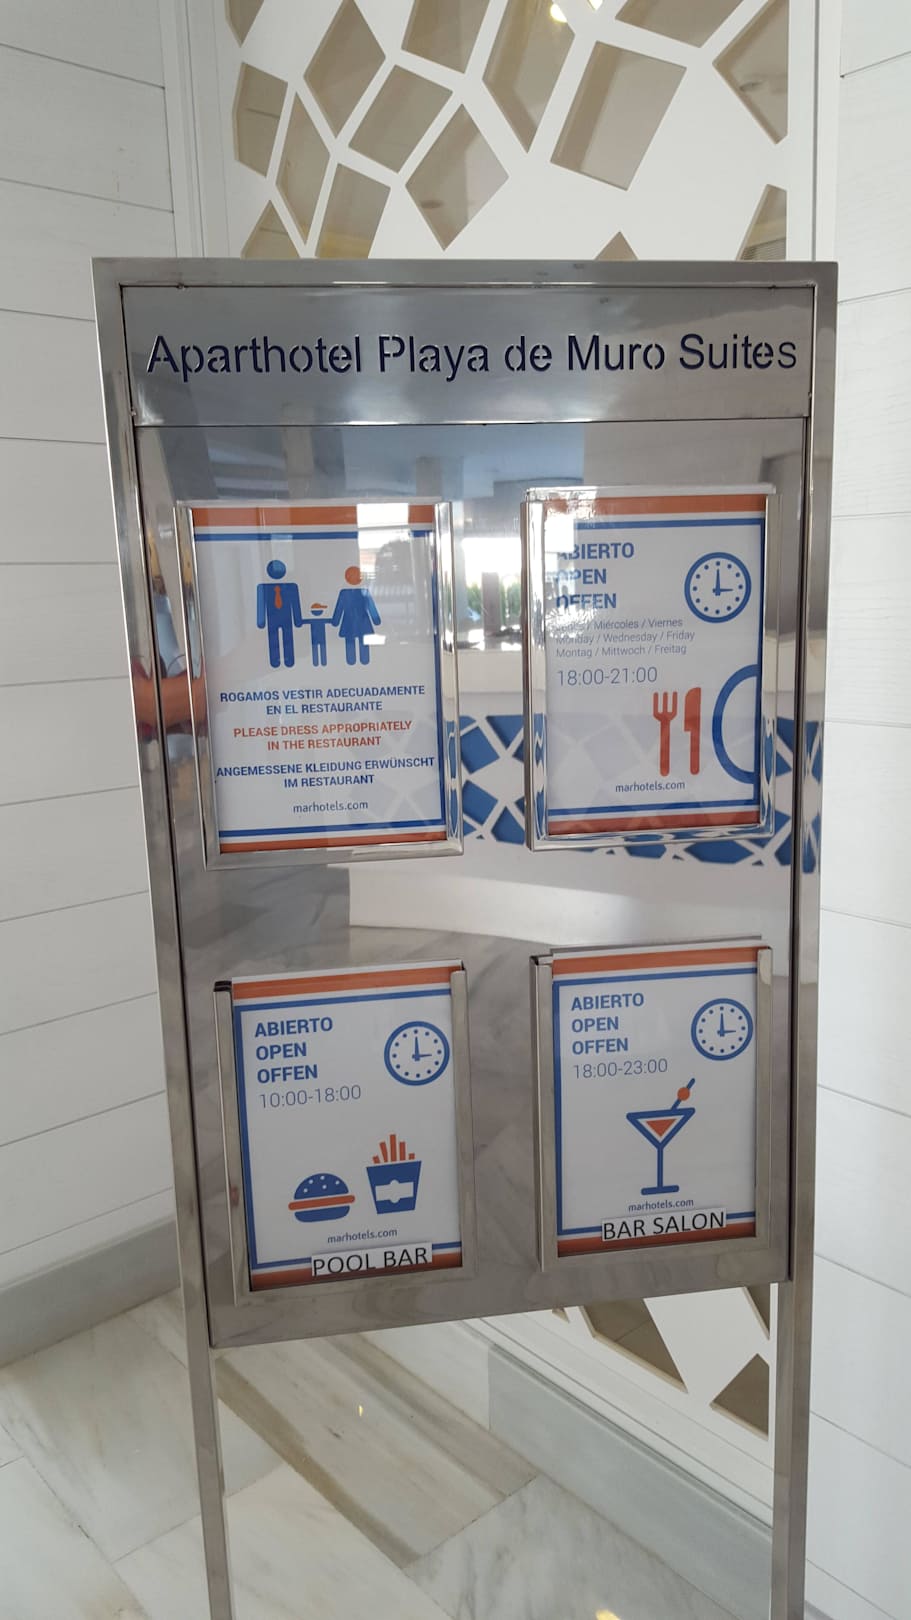 Aparthotel Playa de Muro Suites
ROGAMOS VESTIR ADECUADAMENTE
EN EL RESTAURANTE
PLEASE DRESS APPROPRIATELY
IN THE RESTAURANT
ANGEMESSENE KLEIDUNG ERWÜNSCHT
IM RESTAURANT
marhotels.com
ABIERTO
OPEN
OFFEN
/ Miércoles / Viernes
Monday / Wednesday / Friday
Montag / Mittwoch / Freitag
18:00-21:00
marhotels.com
ABIERTO
OPEN
OFFEN
10:00-18:00
marhotels.com
POOL BAR
ABIERTO
OPEN
OFFEN
18:00-23:00
marhotels.com
BAR SALON